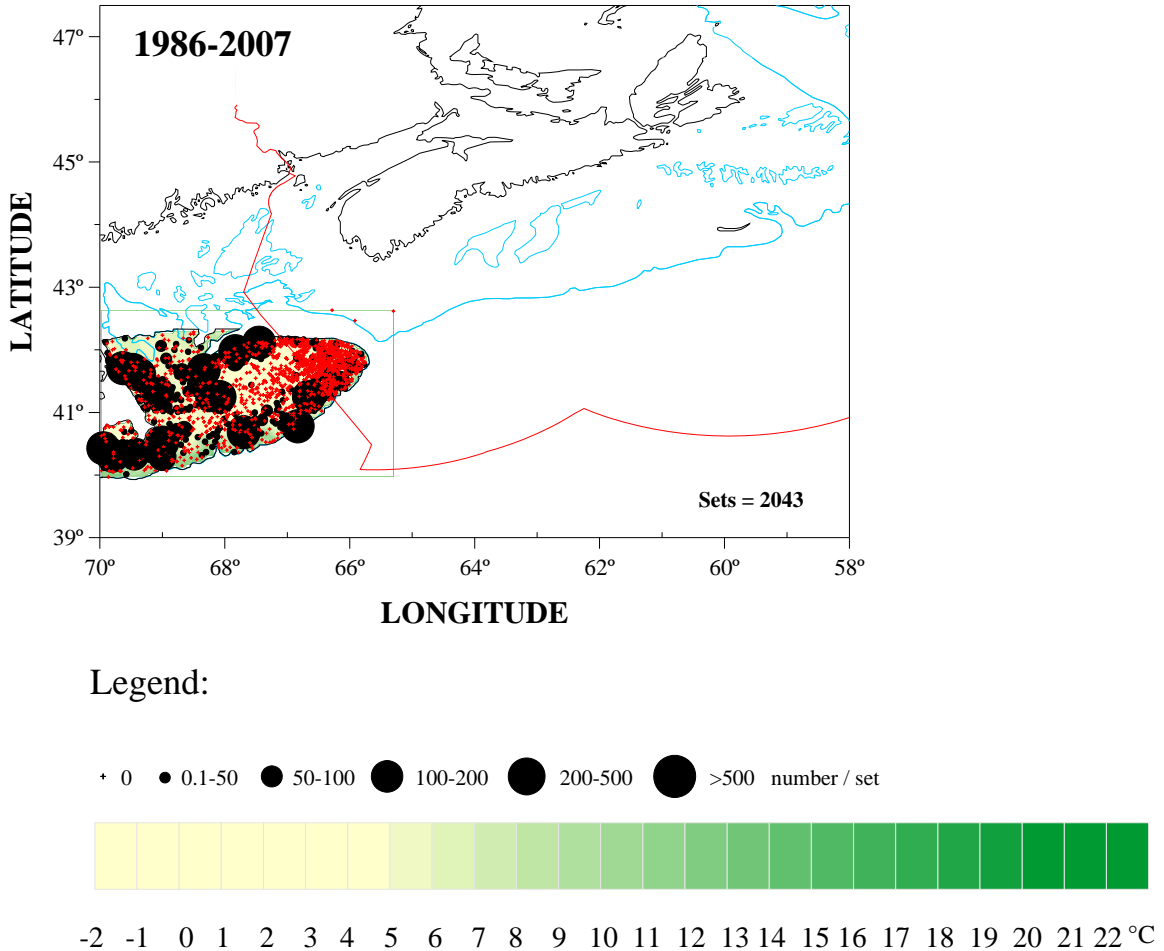 1986-2007
47º
45º
43º
41º
39º
LATITUDE
Sets = 2043
70º 68º 66º 64º 62º 60º 58º
LONGITUDE
Legend:
0 0.1-50 50-100 100-200 200-500 >500 number / set
-2 -1 0 1 2 3 4 5 6 7 8 9 10 11 12 13 14 15 16 17 18 19 20 21 22 °C